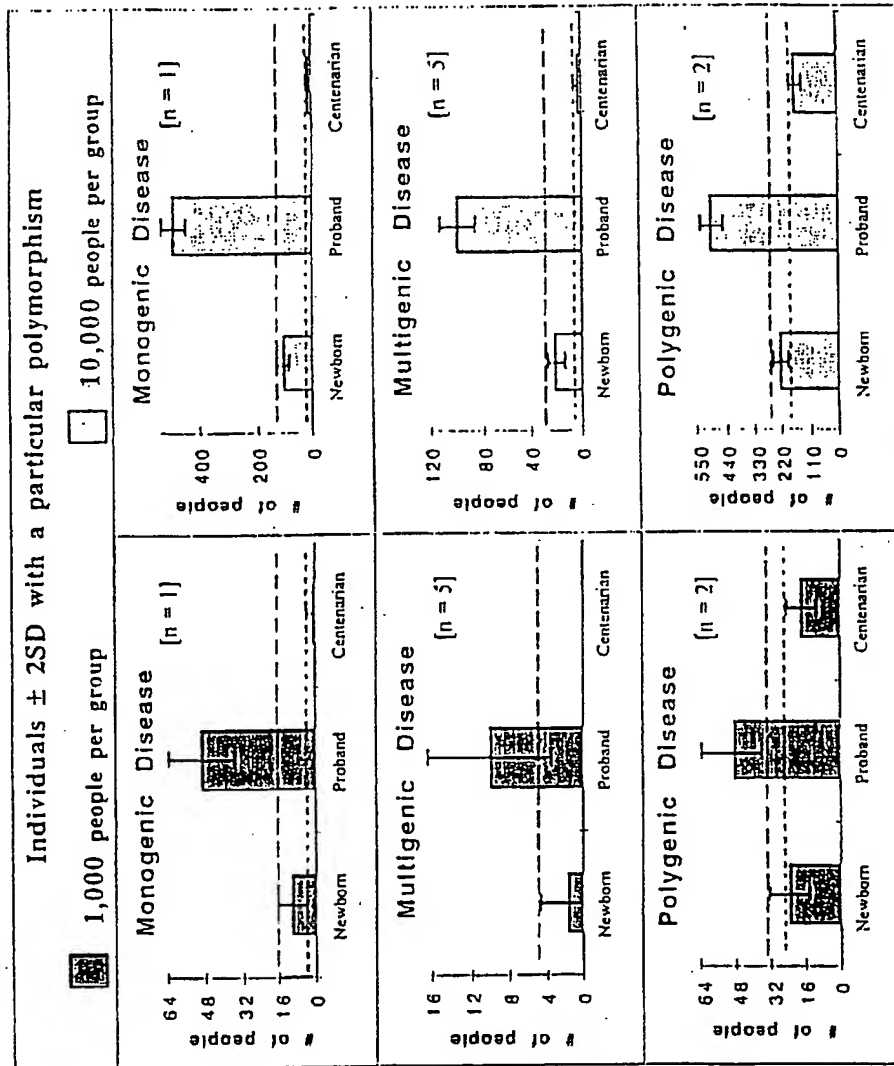 Individuals ± 2SD with a particular polymorphism
1,000 people per group
10,000 people per group
Monogenic Disease
[n = 1]
# of people
64
48
32
16
0
Newborn
Proband
Centenarian
Monogenic Disease
[n = 1]
# of people
400
200
0
Newborn
Proband
Centenarian
Multigenic Disease
[n = 5]
# of people
16
12
8
4
0
Newborn
Proband
Centenarian
Multigenic Disease
[n = 5]
# of people
120
80
40
0
Newborn
Proband
Centenarian
Polygenic Disease
[n = 2]
# of people
64
48
32
16
0
Newborn
Proband
Centenarian
Polygenic Disease
[n = 2]
# of people
550
440
330
220
110
0
Newborn
Proband
Centenarian